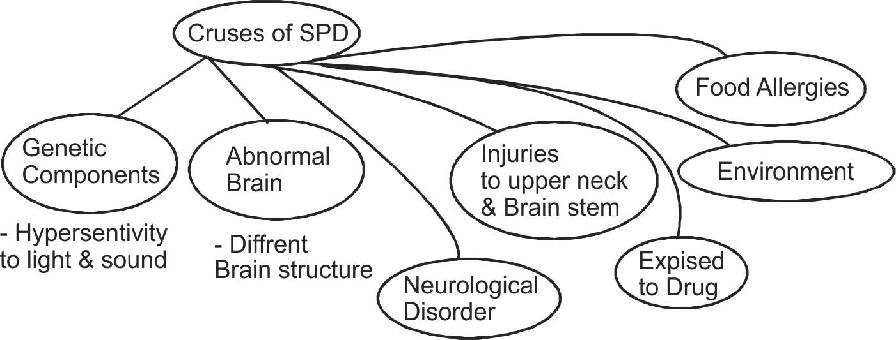 Cruses of SPD
Food Allergies
Genetic
Components
Abnormal
Brain
Injuries
to upper neck
& Brain stem
Environment
- Hypersentivity
to light & sound
- Diffrent
Brain structure
Neurological
Disorder
Expised
to Drug